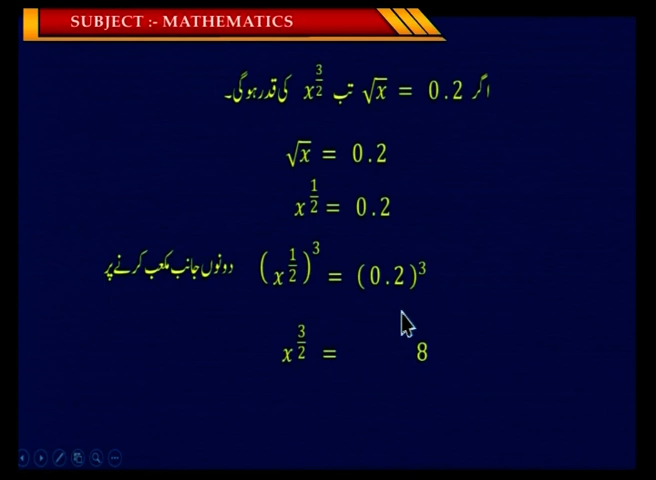 SUBJECT :- MATHEMATICS
اگر √x = 0.2 تب x^(3/2) کی قدر ہوگی۔
√x = 0.2
x^(1/2) = 0.2
دونوں جانب مکعب کرنے پر (x^(1/2))^3 = (0.2)^3
x^(3/2) = 8